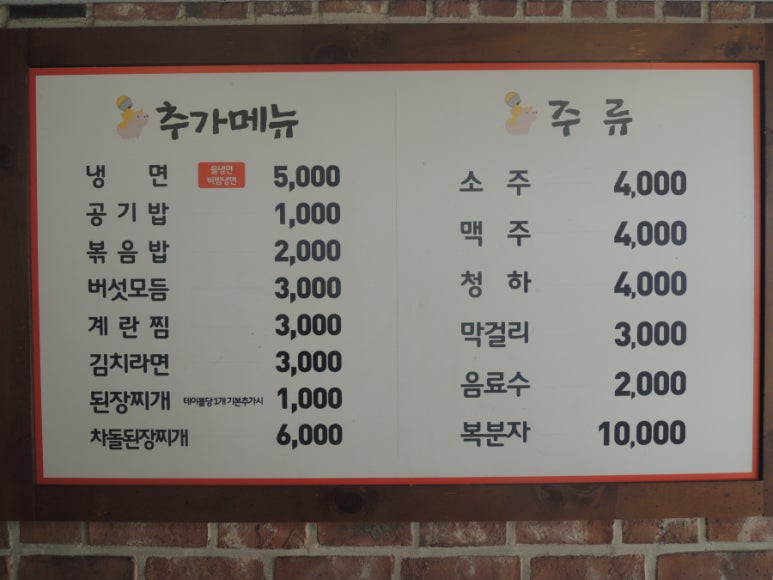 추가메뉴
냉 면 물냉면 비빔냉면 5,000
공기밥 1,000
볶음밥 2,000
버섯모듬 3,000
계란찜 3,000
김치라면 3,000
된장찌개 테이블당 1개 기본추가시 1,000
차돌된장찌개 6,000
주 류
소 주 4,000
맥 주 4,000
청 하 4,000
막걸리 3,000
음료수 2,000
복분자 10,000